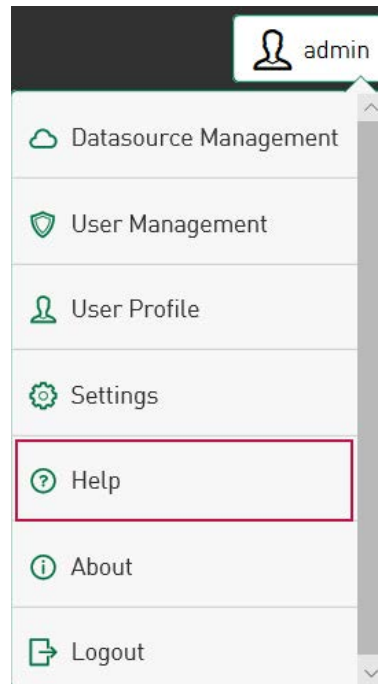 admin
Datasource Management
User Management
User Profile
Settings
Help
About
Logout